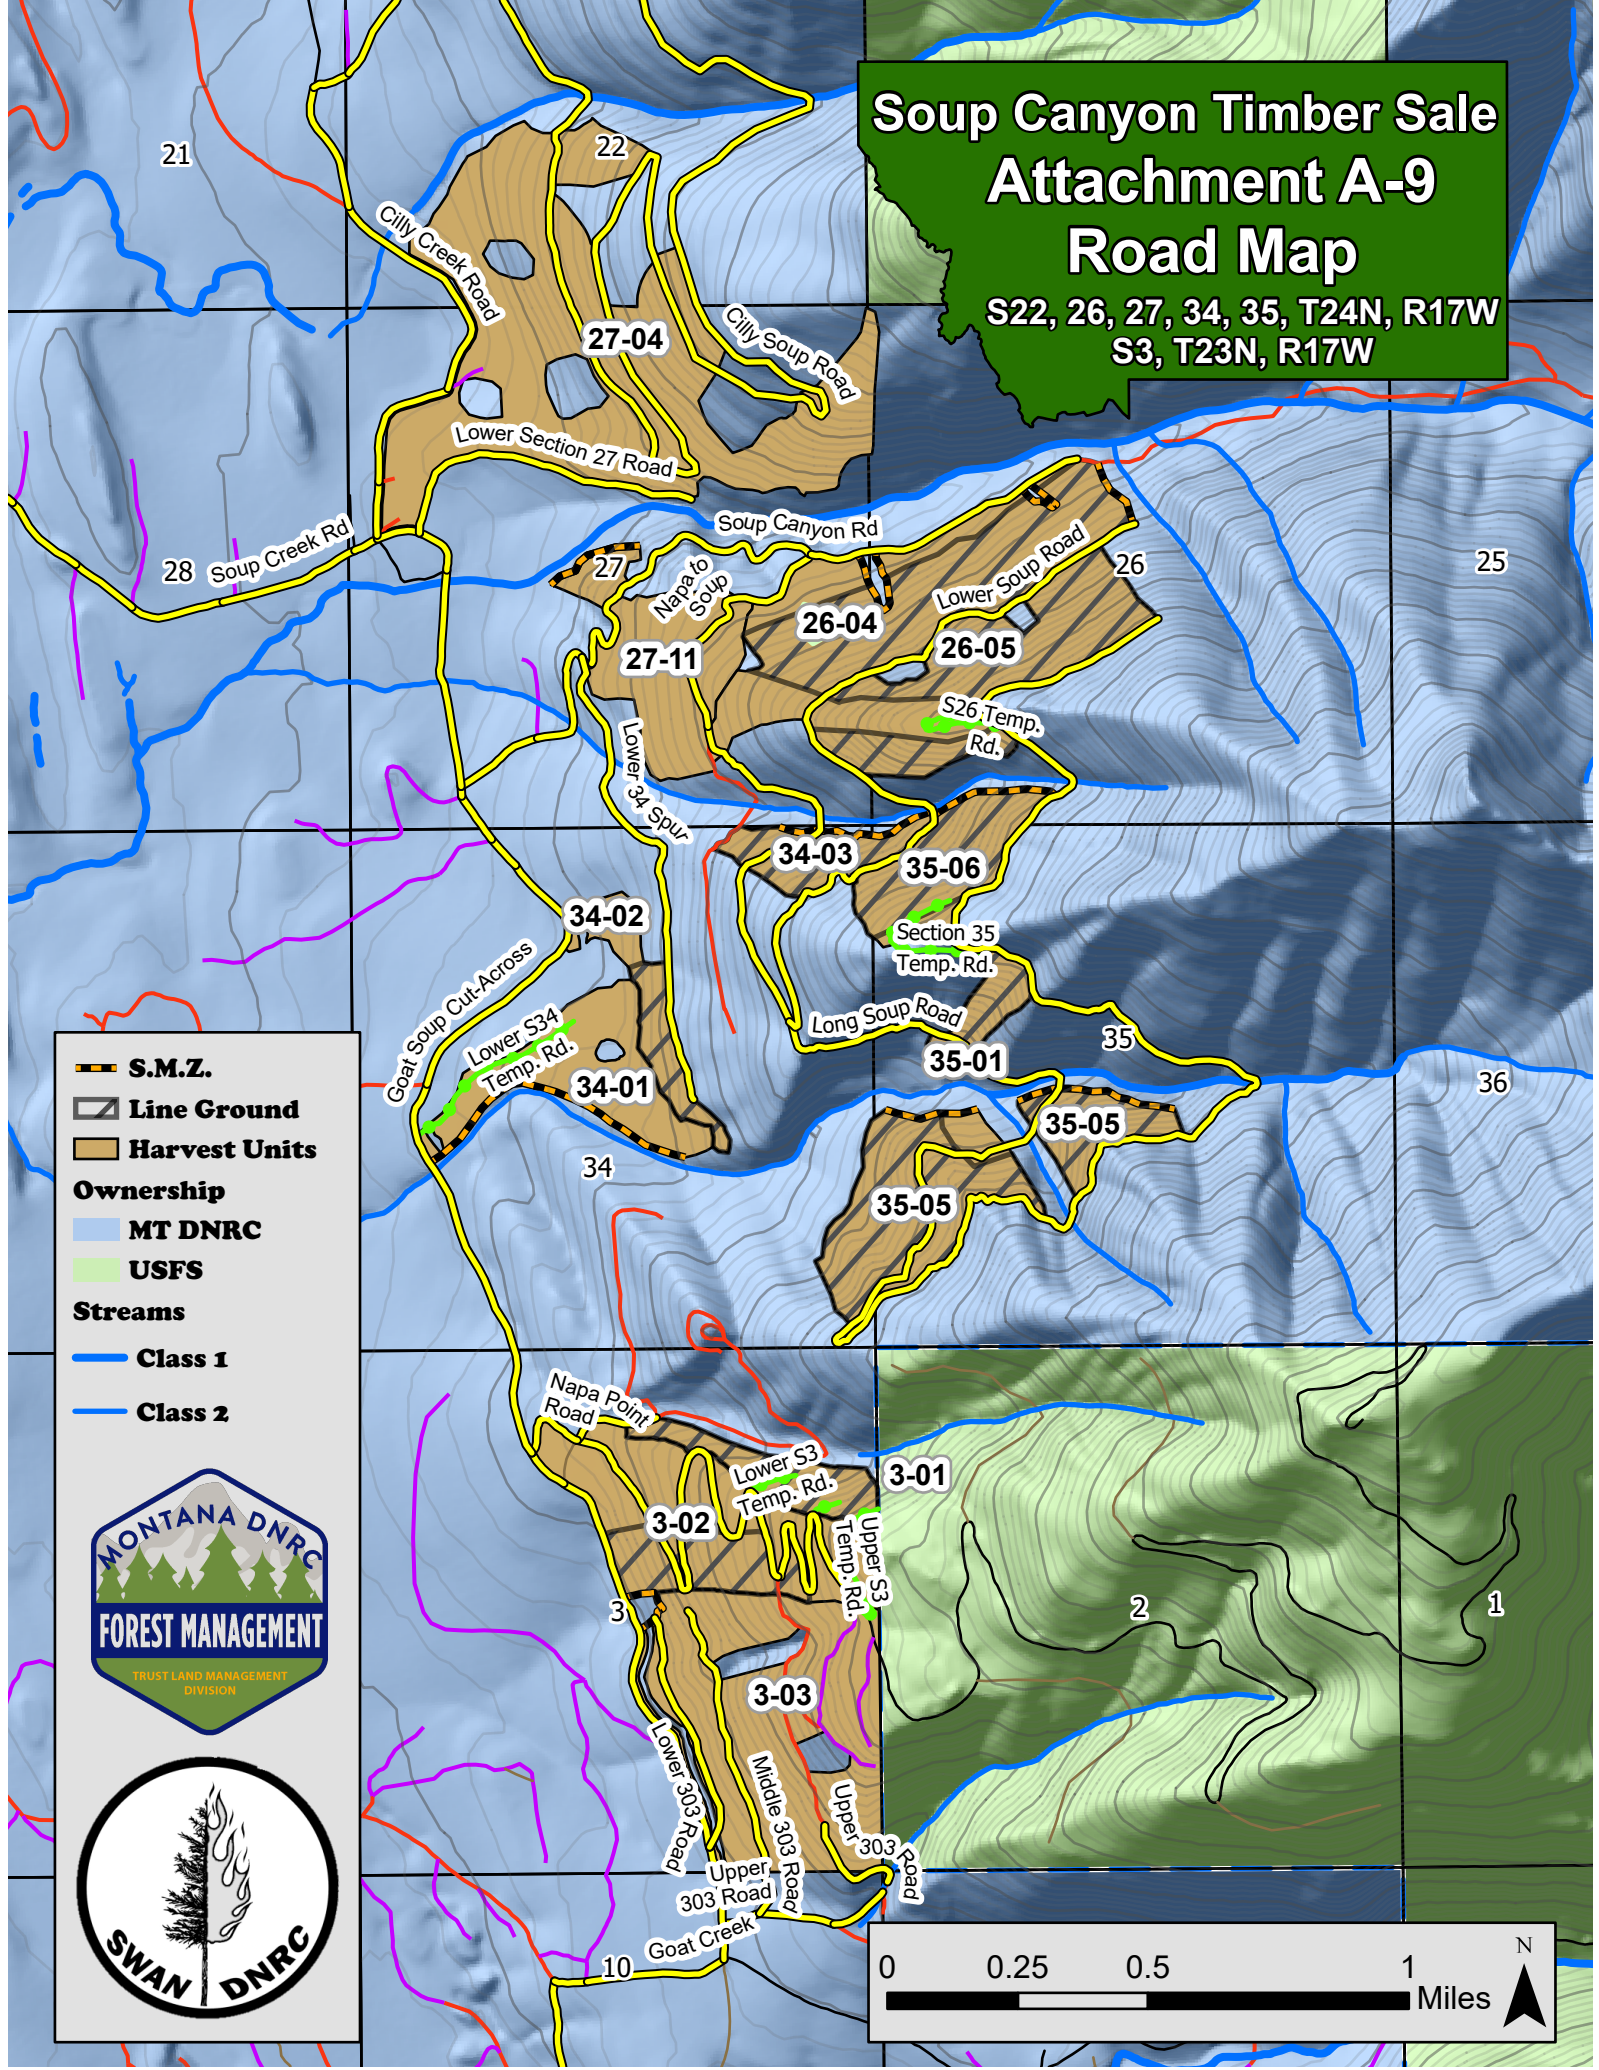 Soup Canyon Timber Sale
Attachment A-9
Road Map
S22, 26, 27, 34, 35, T24N, R17W
S3, T23N, R17W
21
22
Cilly Creek Road
27-04
Cilly Soup Road
Lower Section 27 Road
Soup Canyon Rd
28
Soup Creek Rd
27
Napa to
Soup
Lower Soup Road
26
25
26-04
26-05
27-11
S26 Temp.
Rd.
Lower 34 Spur
34-03
35-06
34-02
Section 35
Temp. Rd.
Goat Soup Cut-Across
Lower S34
Temp. Rd.
Long Soup Road
35
35-01
36
34-01
35-05
34
35-05
S.M.Z.
Line Ground
Harvest Units
Ownership
MT DNRC
USFS
Streams
Class 1
Class 2
MONTANA DNRC
FOREST MANAGEMENT
TRUST LAND MANAGEMENT
DIVISION
SWAN DNRC
Napa Point
Road
Lower S3
Temp. Rd.
3-01
3-02
Upper S3
Temp. Rd.
3
2
1
3-03
Lower 303 Road
Middle 303 Road
Upper 303 Road
Upper
303 Road
Goat Creek
10
0 0.25 0.5 1
Miles
N